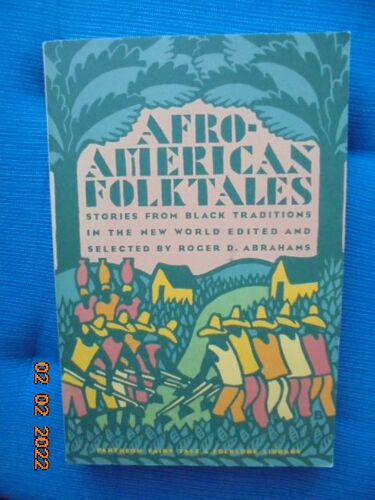 AFRO-
AMERICAN
FOLKTALES
STORIES FROM BLACK TRADITIONS
IN THE NEW WORLD EDITED AND
SELECTED BY ROGER D. ABRAHAMS
PANTHEON FAIRY TALE & FOLKLORE LIBRARY
02 02 2022
B